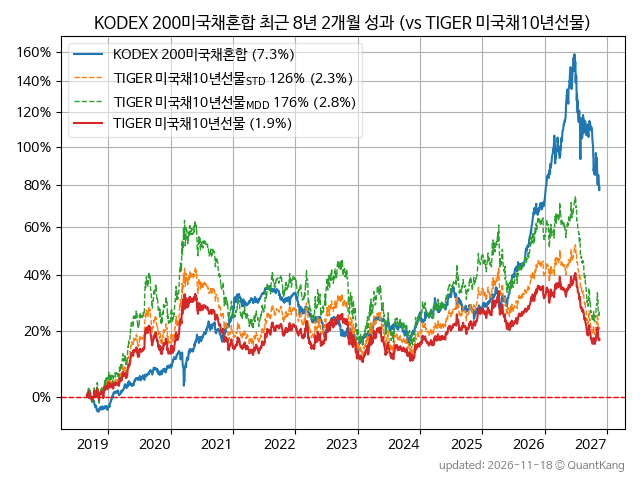 KODEX 200미국채혼합 최근 8년 2개월 성과 (vs TIGER 미국채10년선물)
160%
140%
120%
100%
80%
60%
40%
20%
0%
KODEX 200미국채혼합 (7.3%)
TIGER 미국채10년선물STD 126% (2.3%)
TIGER 미국채10년선물MDD 176% (2.8%)
TIGER 미국채10년선물 (1.9%)
2019 2020 2021 2022 2023 2024 2025 2026 2027
updated: 2026-11-18 © QuantKang